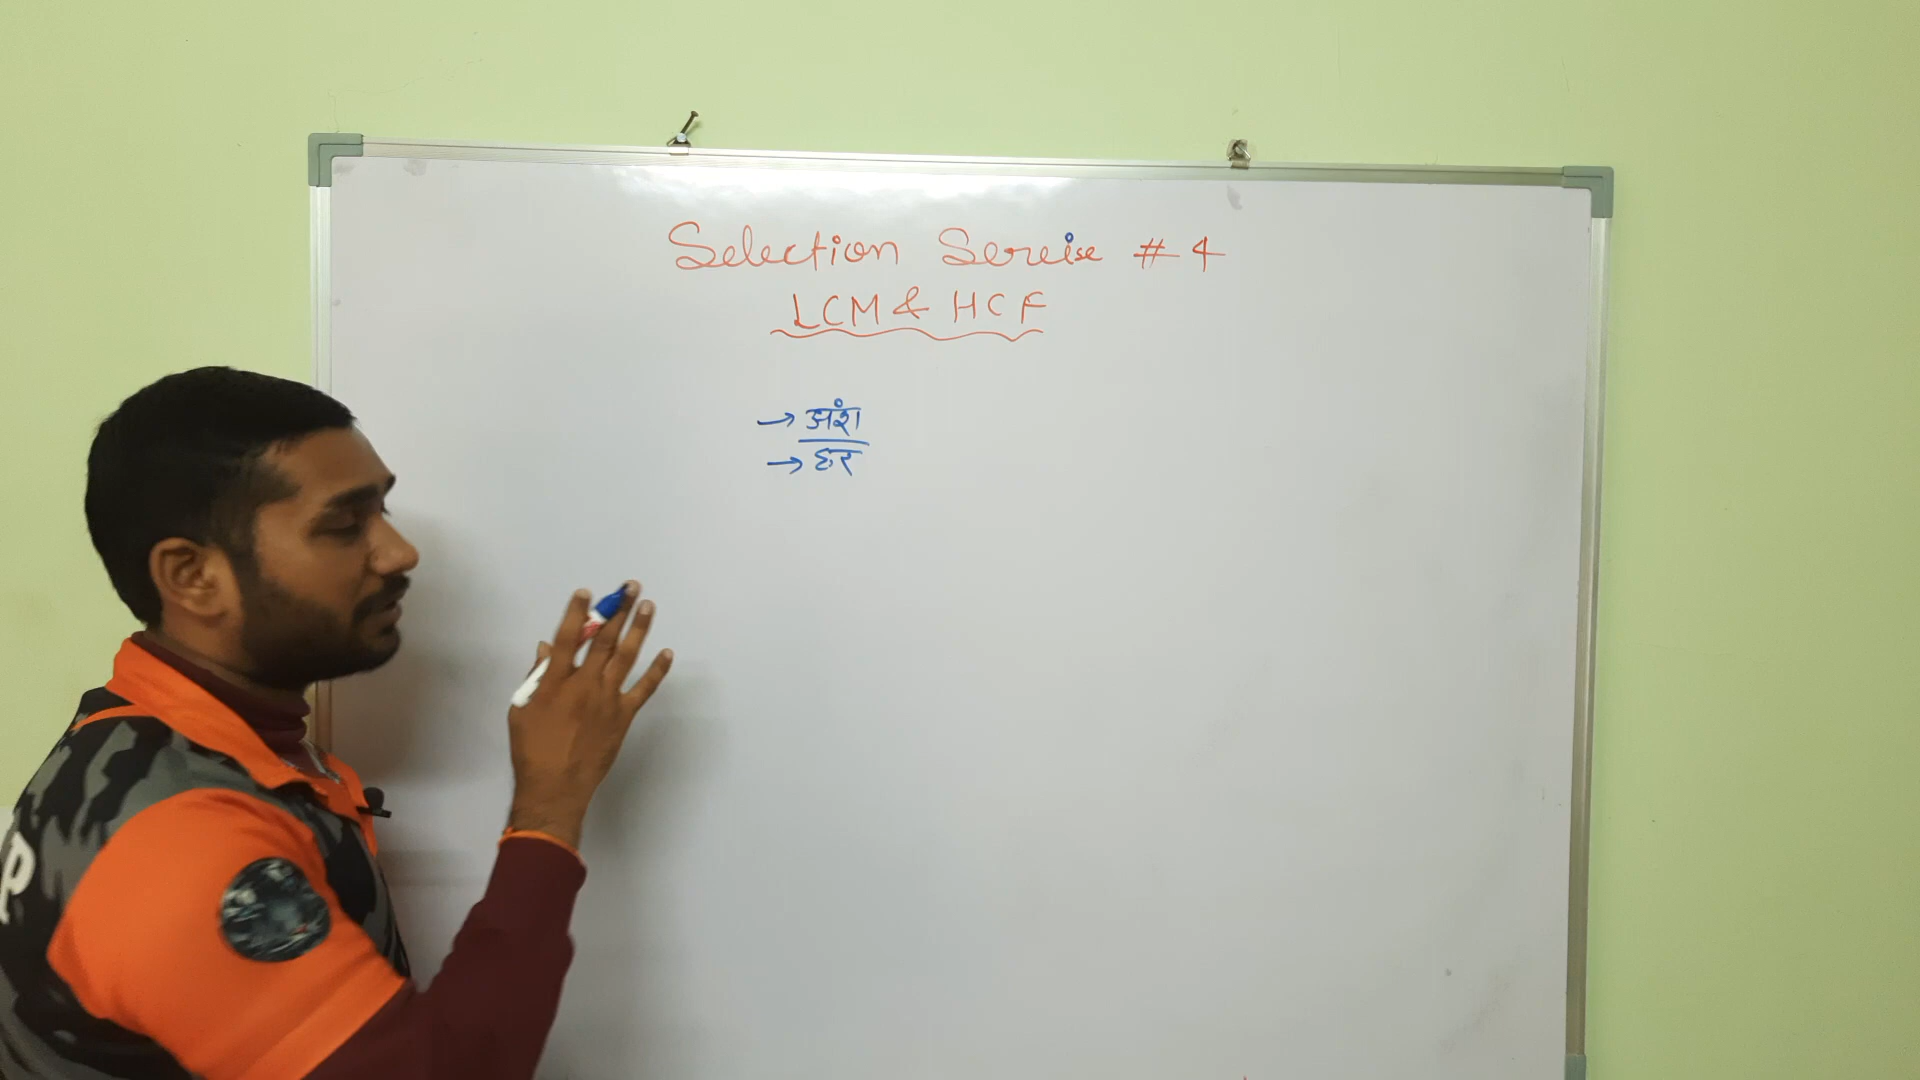 Selection Sereise #4
LCM & HCF
→ अंश
→ हर
P